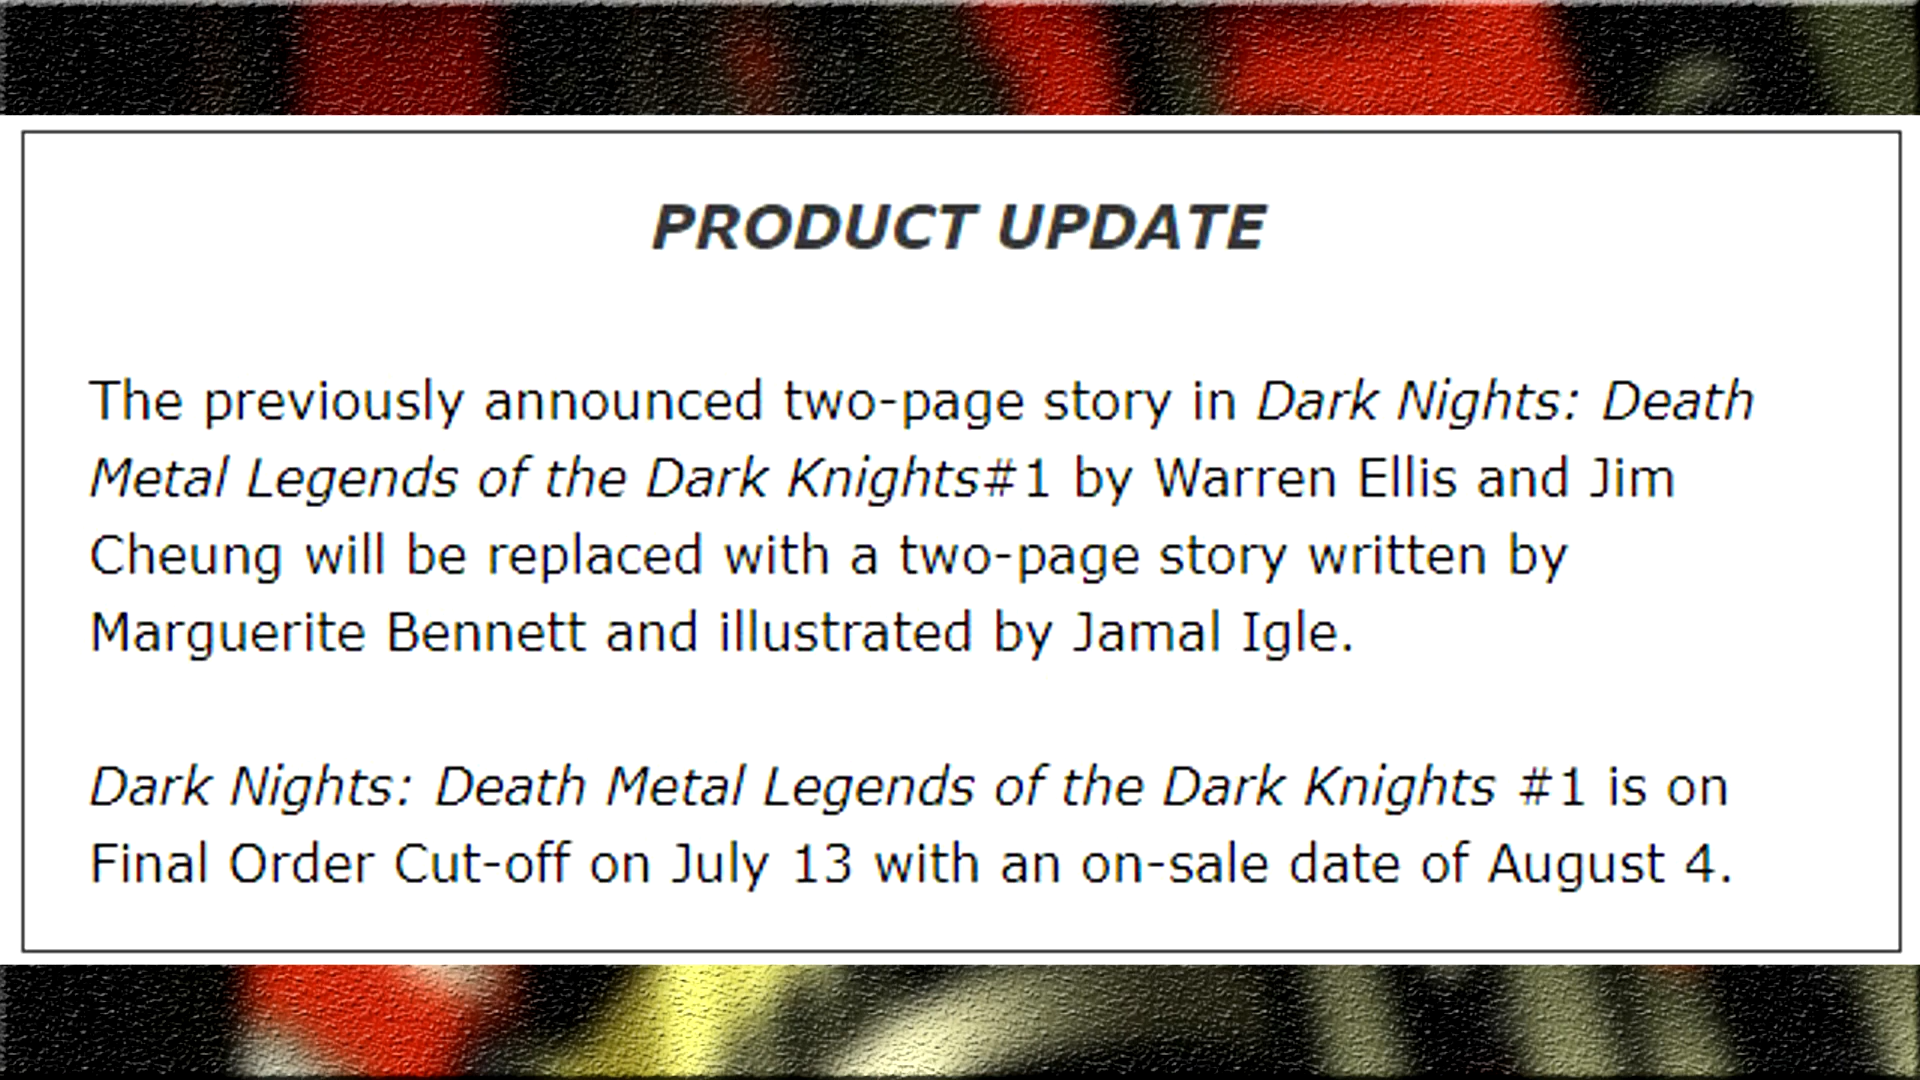 PRODUCT UPDATE
The previously announced two-page story in Dark Nights: Death
Metal Legends of the Dark Knights#1 by Warren Ellis and Jim
Cheung will be replaced with a two-page story written by
Marguerite Bennett and illustrated by Jamal Igle.
Dark Nights: Death Metal Legends of the Dark Knights #1 is on
Final Order Cut-off on July 13 with an on-sale date of August 4.